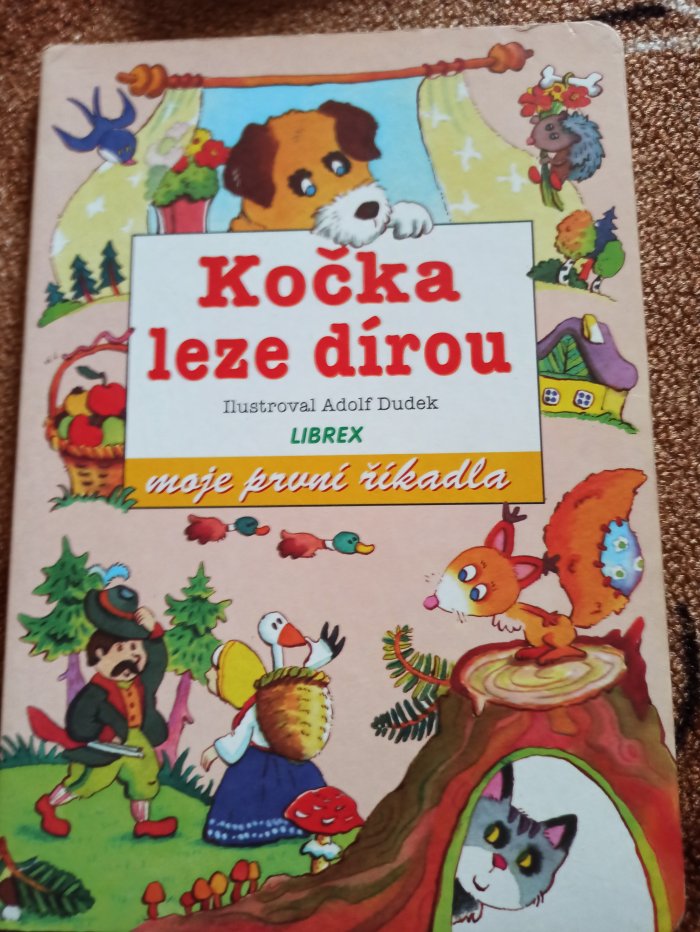 Kočka
leze dírou
Ilustroval Adolf Dudek
LIBREX
moje první říkadla